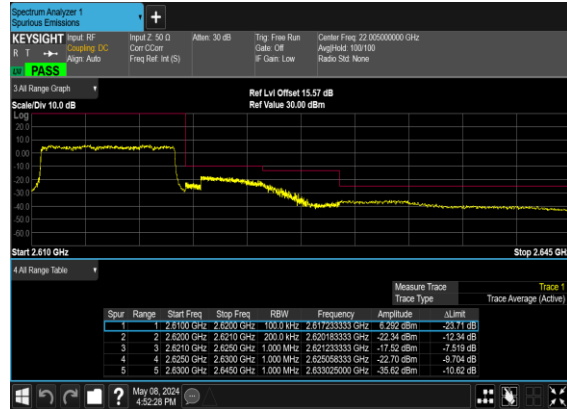 Spectrum Analyzer 1
Spurious Emissions
+
KEYSIGHT Input: RF Input Z: 50 Ω Atten: 30 dB Trig: Free Run Center Freq: 22.005000000 GHz
R T Coupling: DC Corr CCorr Gate: Off Avg|Hold: 100/100
Align: Auto Freq Ref: Int (S) IF Gain: Low Radio Std: None
PASS
3 All Range Graph
Ref Lvl Offset 15.57 dB
Scale/Div 10.0 dB Ref Value 30.00 dBm
Log
20.0
10.0
0.00
-10.0
-20.0
-30.0
-40.0
-50.0
-60.0
Start 2.610 GHz Stop 2.645 GH
4 All Range Table
Measure Trace Trace 1
Trace Type Trace Average (Active)
Spur Range Start Freq Stop Freq RBW Frequency Amplitude ΔLimit
1 1 2.6100 GHz 2.6200 GHz 100.0 kHz 2.617233333 GHz 6.292 dBm -23.71 dB
2 2 2.6200 GHz 2.6210 GHz 200.0 kHz 2.620183333 GHz -22.34 dBm -12.34 dB
3 3 2.6210 GHz 2.6250 GHz 1.000 MHz 2.621233333 GHz -17.52 dBm -7.519 dB
4 4 2.6250 GHz 2.6300 GHz 1.000 MHz 2.625058333 GHz -22.70 dBm -9.704 dB
5 5 2.6300 GHz 2.6450 GHz 1.000 MHz 2.633025000 GHz -35.62 dBm -10.62 dB
?
May 08, 2024
4:52:28 PM